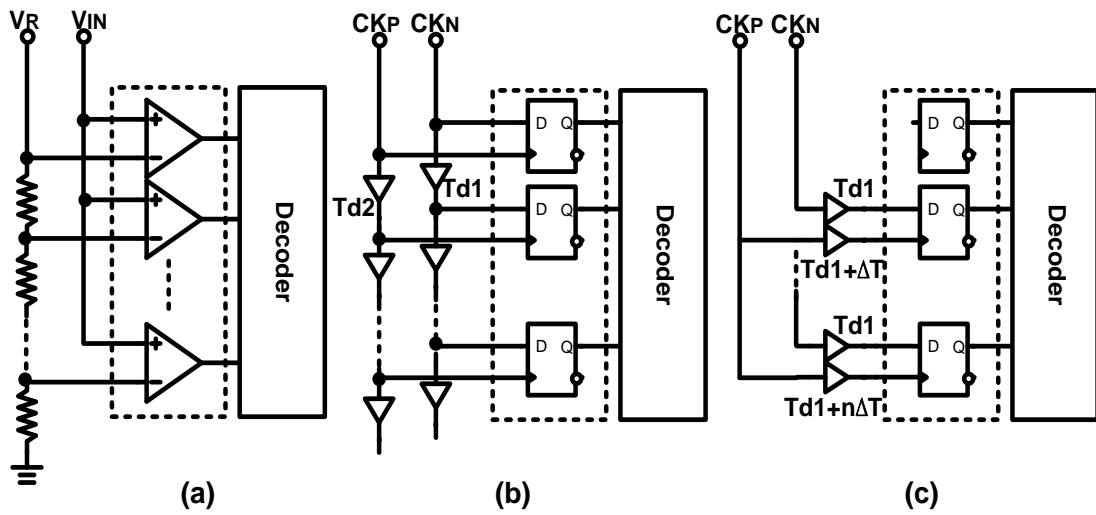 VR VIN
Decoder
(a)
CKP CKN
D Q
Td1
Td2
D Q
D Q
Decoder
(b)
CKP CKN
D Q
Td1
D Q
Td1+ΔT
Td1
D Q
Td1+nΔT
Decoder
(c)